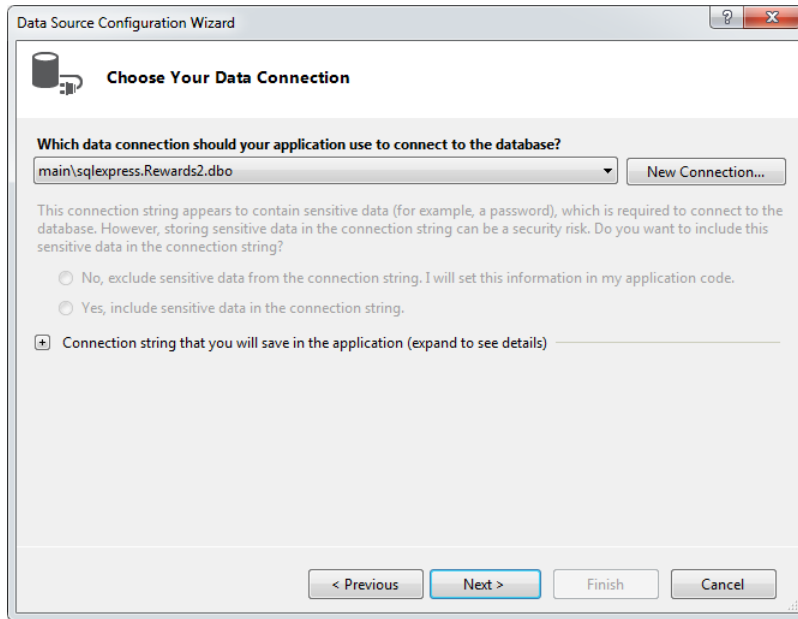 Data Source Configuration Wizard
Choose Your Data Connection
Which data connection should your application use to connect to the database?
main\sqlexpress.Rewards2.dbo
New Connection...
This connection string appears to contain sensitive data (for example, a password), which is required to connect to the
database. However, storing sensitive data in the connection string can be a security risk. Do you want to include this
sensitive data in the connection string?
No, exclude sensitive data from the connection string. I will set this information in my application code.
Yes, include sensitive data in the connection string.
Connection string that you will save in the application (expand to see details)
< Previous
Next >
Finish
Cancel